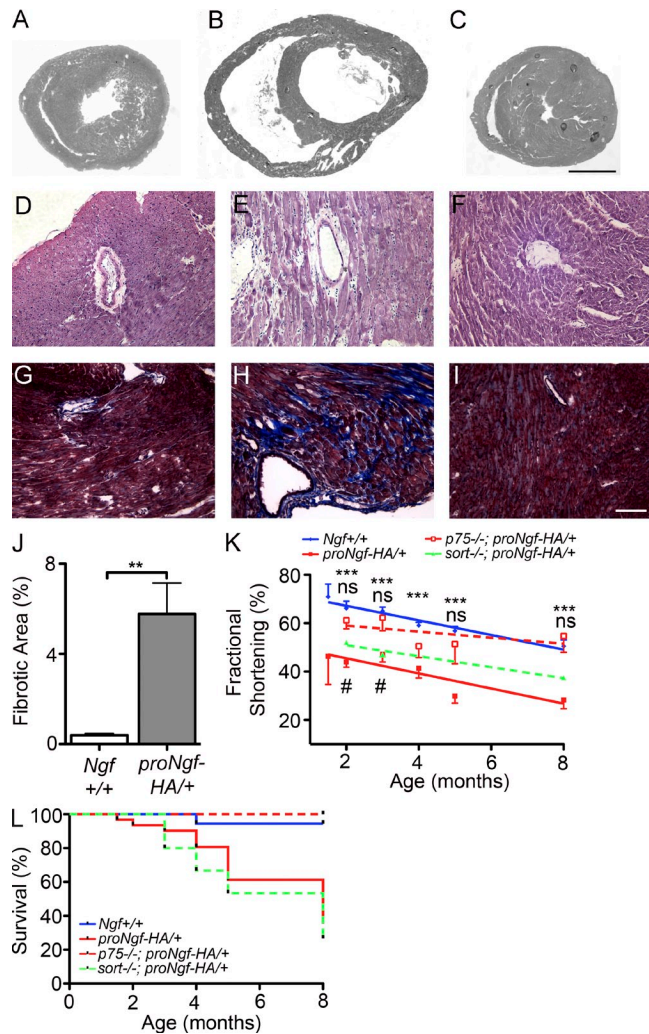 A
B
C
D
E
F
G
H
I
J
Fibrotic Area (%)
8
4
0
**
Ngf
+/+
proNgf-
HA/+
K
Ngf+/+
p75-/-; proNgf-HA/+
proNgf-HA/+
sort-/-; proNgf-HA/+
Fractional
Shortening (%)
80
60
40
20
***
ns
***
ns
***
***
ns
***
ns
#
#
2
4
6
8
Age (months)
L
Survival (%)
100
80
60
40
20
0
Ngf+/+
proNgf-HA/+
p75-/-; proNgf-HA/+
sort-/-; proNgf-HA/+
0
2
4
6
8
Age (months)